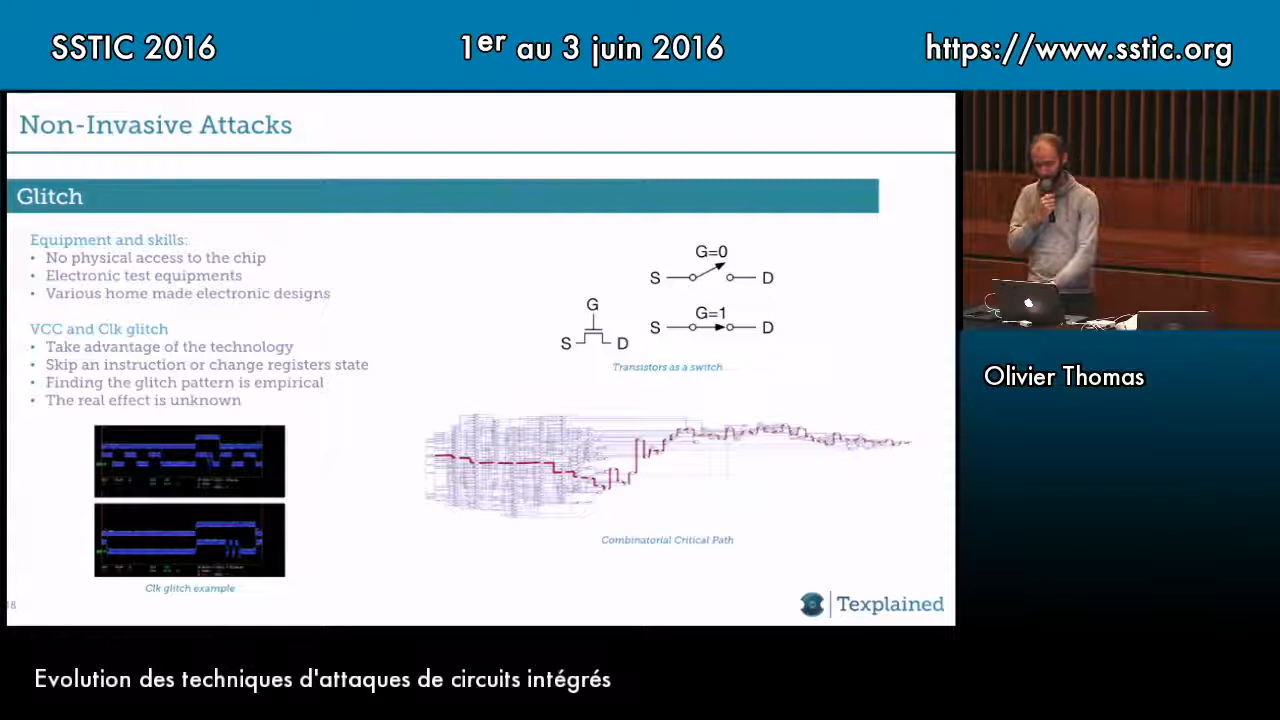 SSTIC 2016
1er au 3 juin 2016
https://www.sstic.org
Non-Invasive Attacks
Glitch
Equipment and skills:
• No physical access to the chip
• Electronic test equipments
• Various home made electronic designs
VCC and Clk glitch
• Take advantage of the technology
• Skip an instruction or change registers state
• Finding the glitch pattern is empirical
• The real effect is unknown
Clk glitch example
G
S
D
G=0
S
D
G=1
S
D
Transistors as a switch
Combinatorial Critical Path
Texplained
Olivier Thomas
Evolution des techniques d'attaques de circuits intégrés